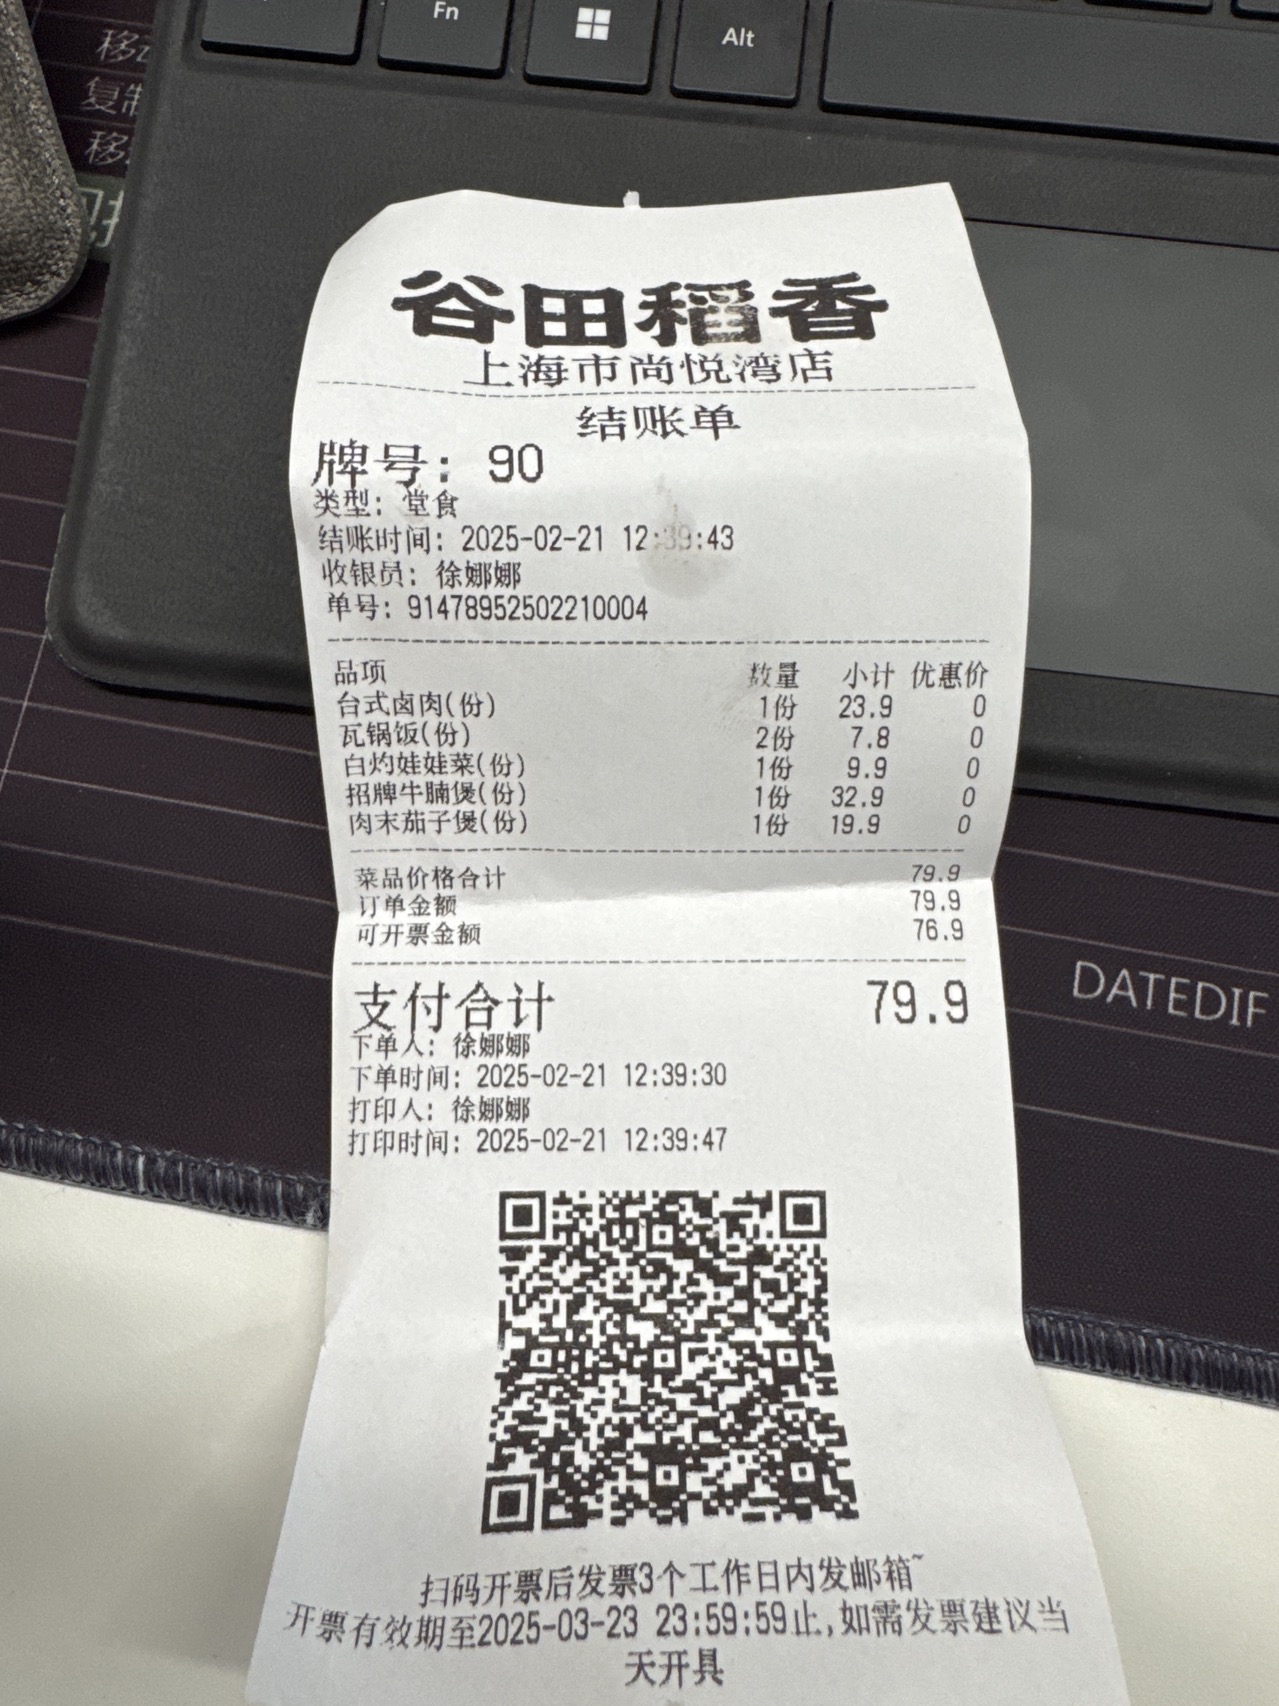 移
复制
移
Fn
Alt
谷田稻香
上海市尚悦湾店
结账单
牌号: 90
类型: 堂食
结账时间: 2025-02-21 12:39:43
收银员: 徐娜娜
单号: 91478952502210004
品项 数量 小计 优惠价
台式卤肉(份) 1份 23.9 0
瓦锅饭(份) 2份 7.8 0
白灼娃娃菜(份) 1份 9.9 0
招牌牛腩煲(份) 1份 32.9 0
肉末茄子煲(份) 1份 19.9 0
菜品价格合计 79.9
订单金额 79.9
可开票金额 76.9
支付合计 79.9
下单人: 徐娜娜
下单时间: 2025-02-21 12:39:30
打印人: 徐娜娜
打印时间: 2025-02-21 12:39:47
DATEDIF
扫码开票后发票3个工作日内发邮箱~
开票有效期至2025-03-23 23:59:59止,如需发票建议当
天开具